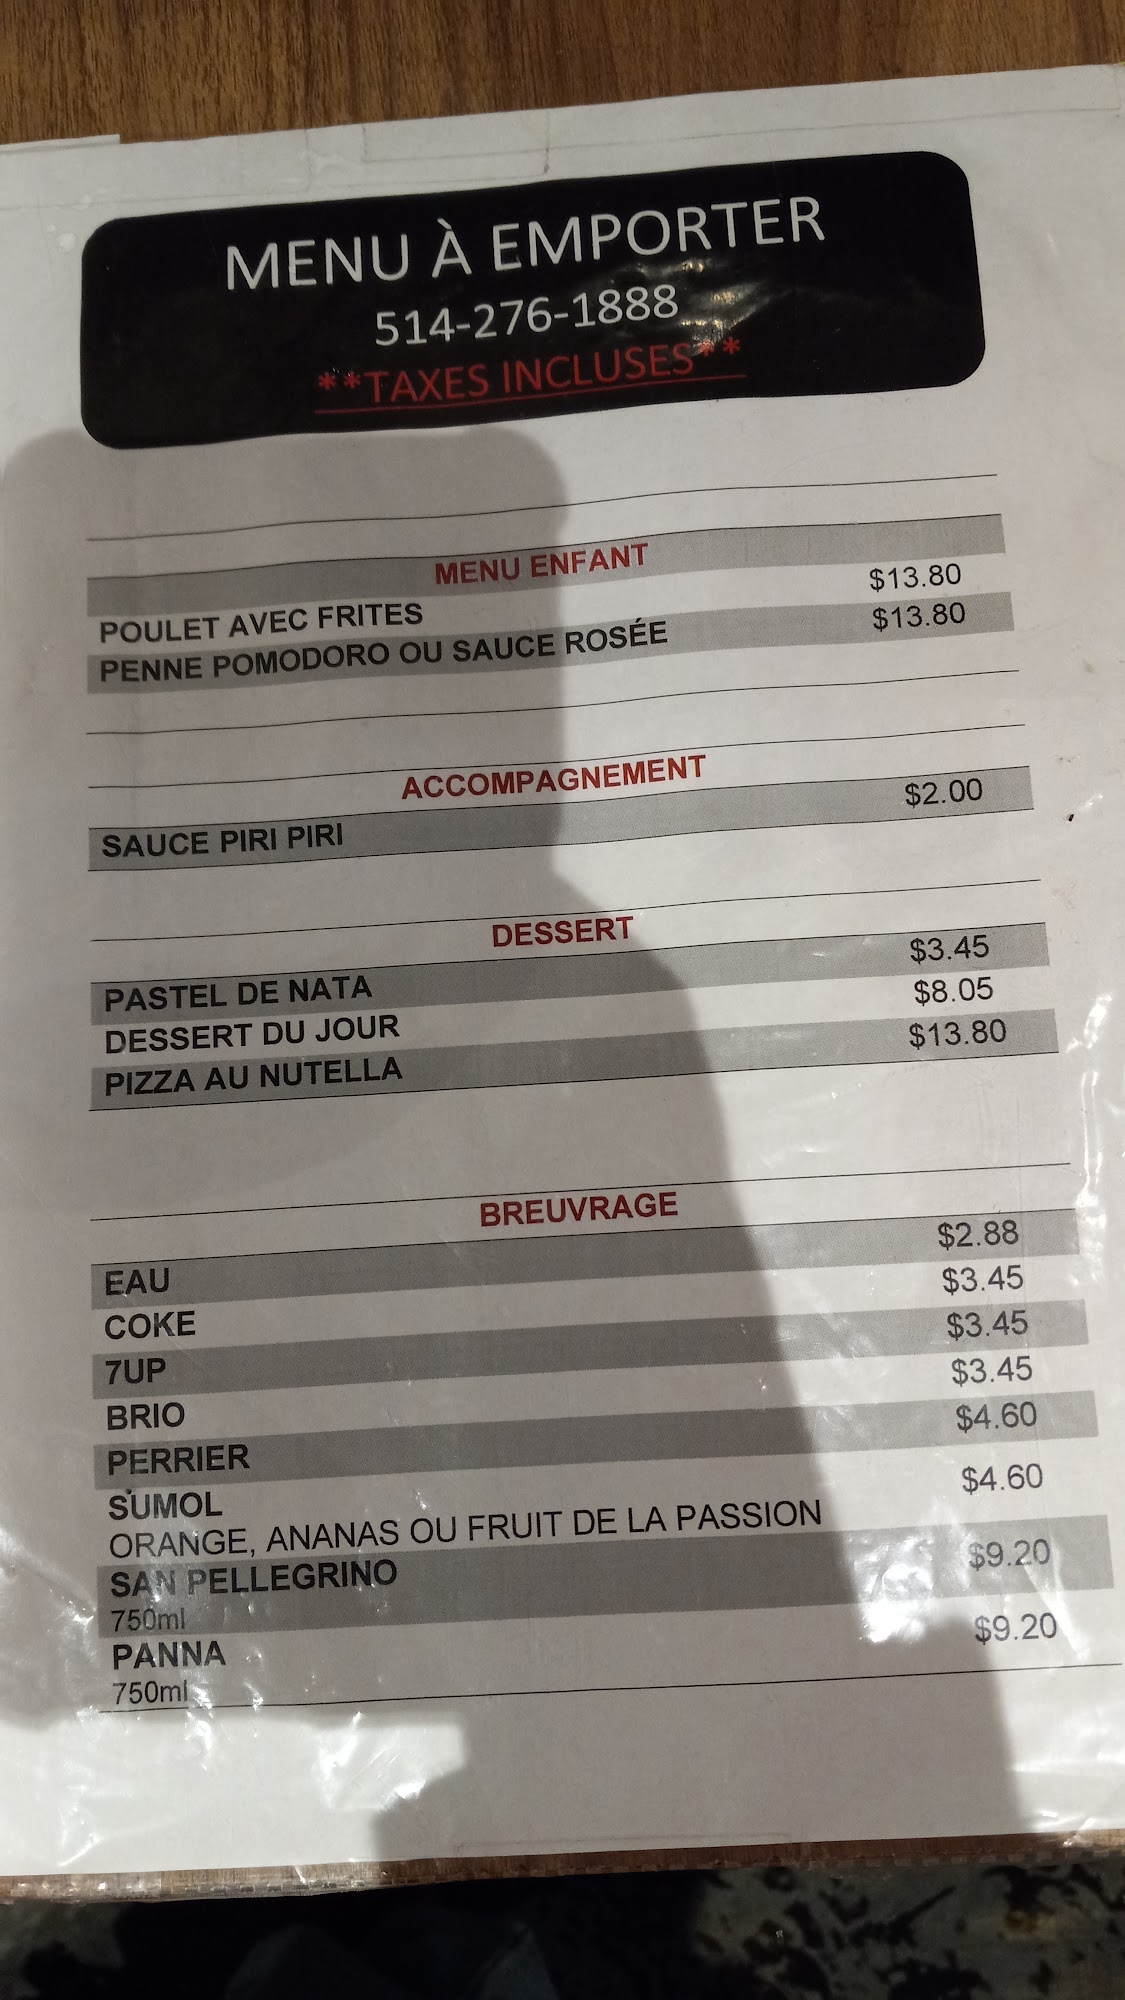 MENU À EMPORTER
514-276-1888
**TAXES INCLUSES**
MENU ENFANT
POULET AVEC FRITES $13.80
PENNE POMODORO OU SAUCE ROSÉE $13.80
ACCOMPAGNEMENT
SAUCE PIRI PIRI $2.00
DESSERT
PASTEL DE NATA $3.45
DESSERT DU JOUR $8.05
PIZZA AU NUTELLA $13.80
BREUVRAGE
EAU $2.88
COKE $3.45
7UP $3.45
BRIO $3.45
PERRIER $4.60
SUMOL $4.60
ORANGE, ANANAS OU FRUIT DE LA PASSION
SAN PELLEGRINO $9.20
750ml
PANNA $9.20
750ml